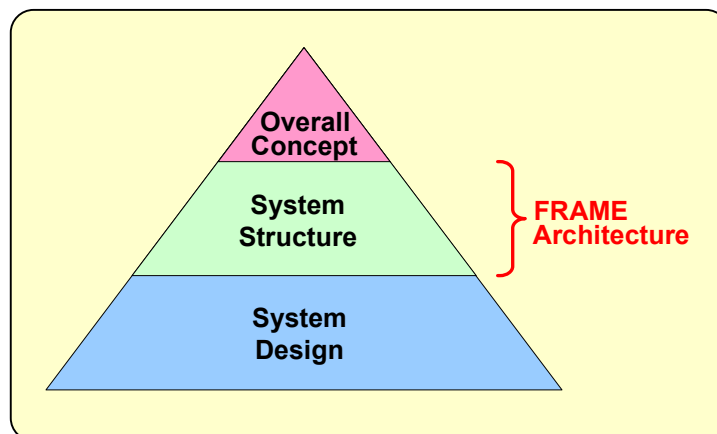 Overall
Concept
System
Structure
FRAME
Architecture
System
Design